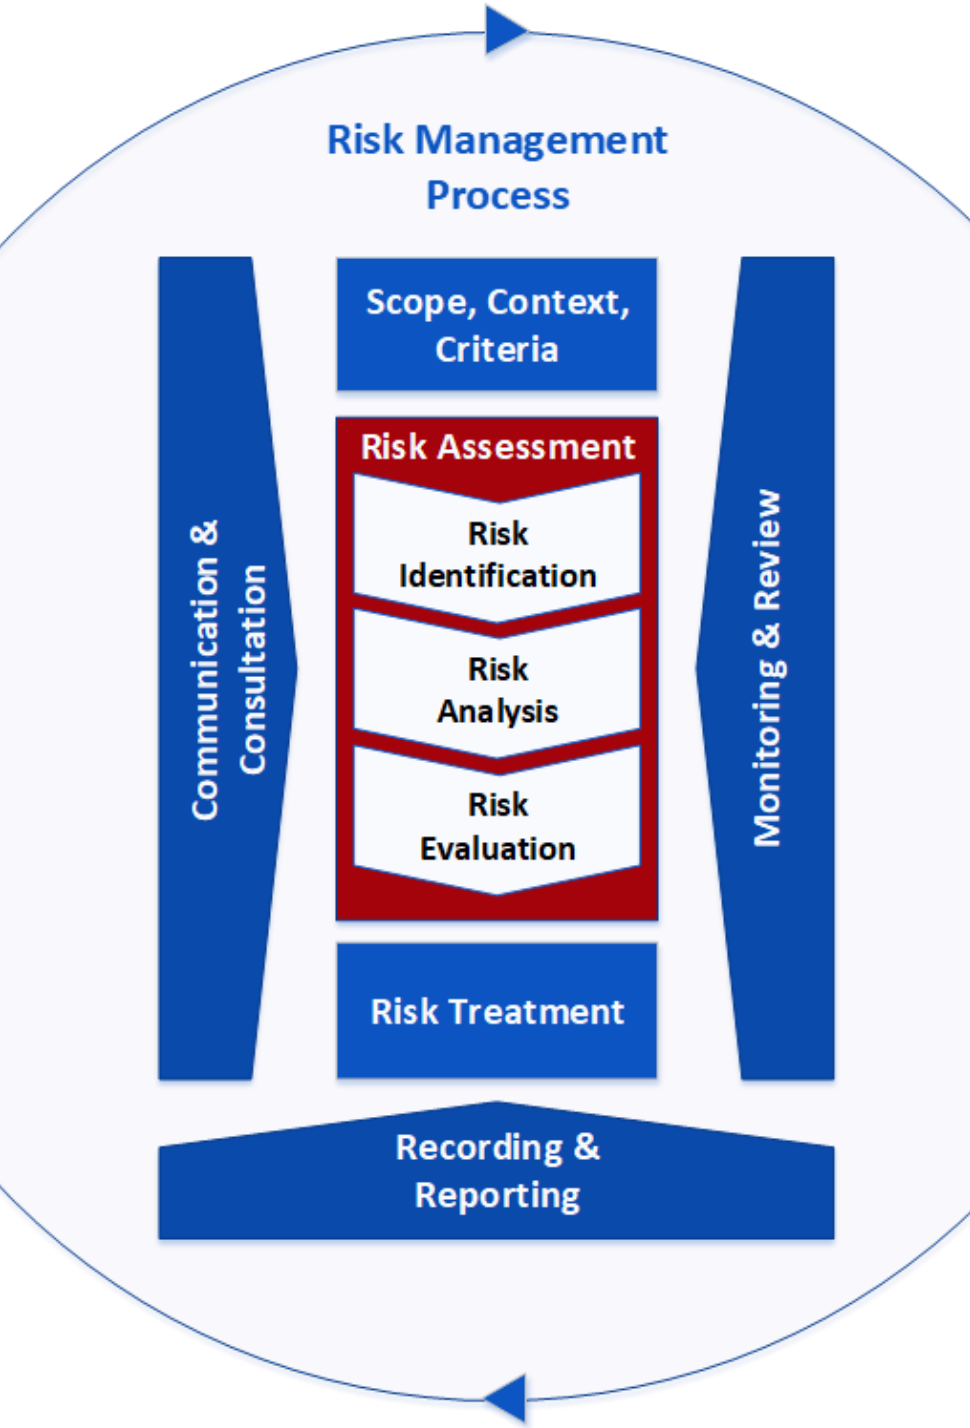 Risk Management
Process
Scope, Context,
Criteria
Risk Assessment
Risk
Identification
Risk
Analysis
Risk
Evaluation
Risk Treatment
Communication &
Consultation
Monitoring & Review
Recording &
Reporting